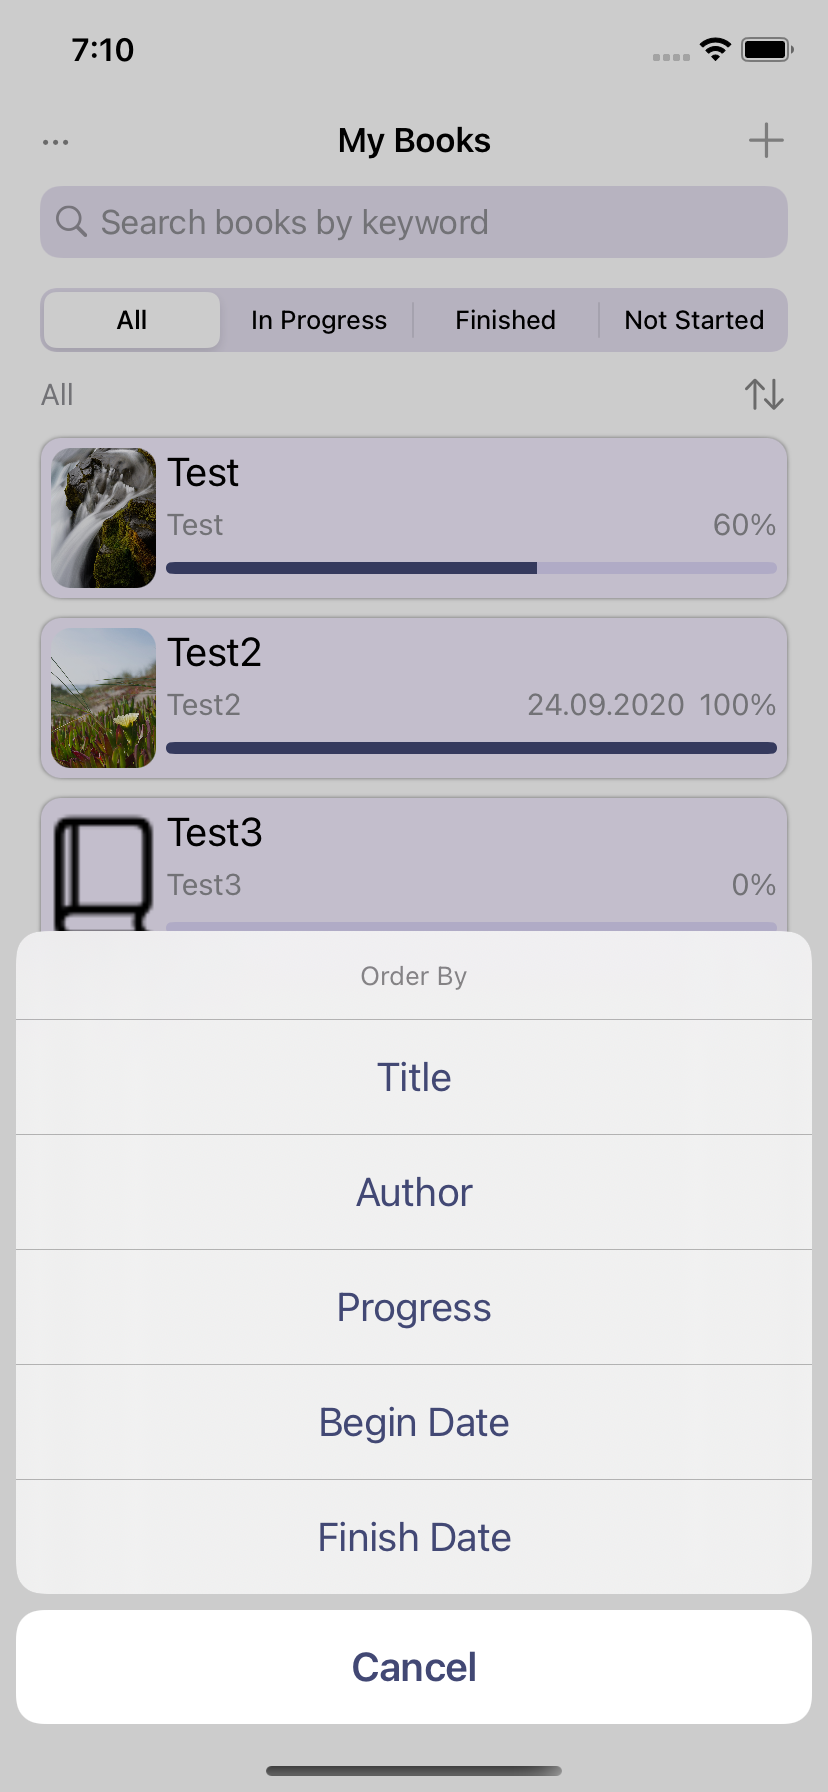 7:10
... My Books +
Search books by keyword
All In Progress Finished Not Started
All
Test
Test 60%
Test2
Test2 24.09.2020 100%
Test3
Test3 0%
Order By
Title
Author
Progress
Begin Date
Finish Date
Cancel